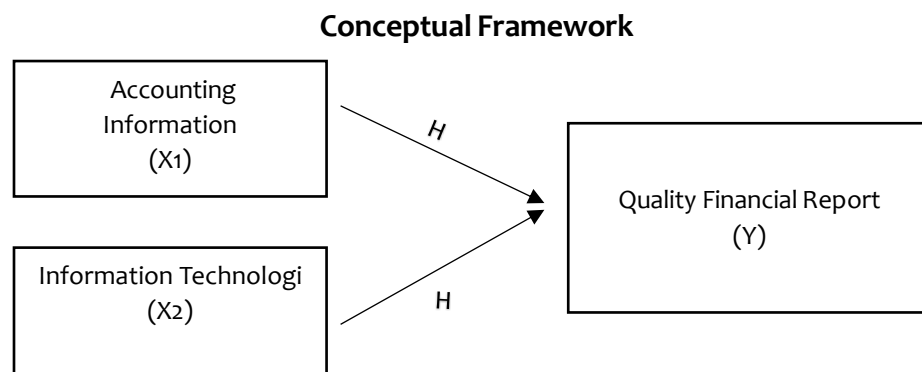 Conceptual Framework
Accounting
Information
(X1)
H
Quality Financial Report
(Y)
Information Technologi
(X2)
H